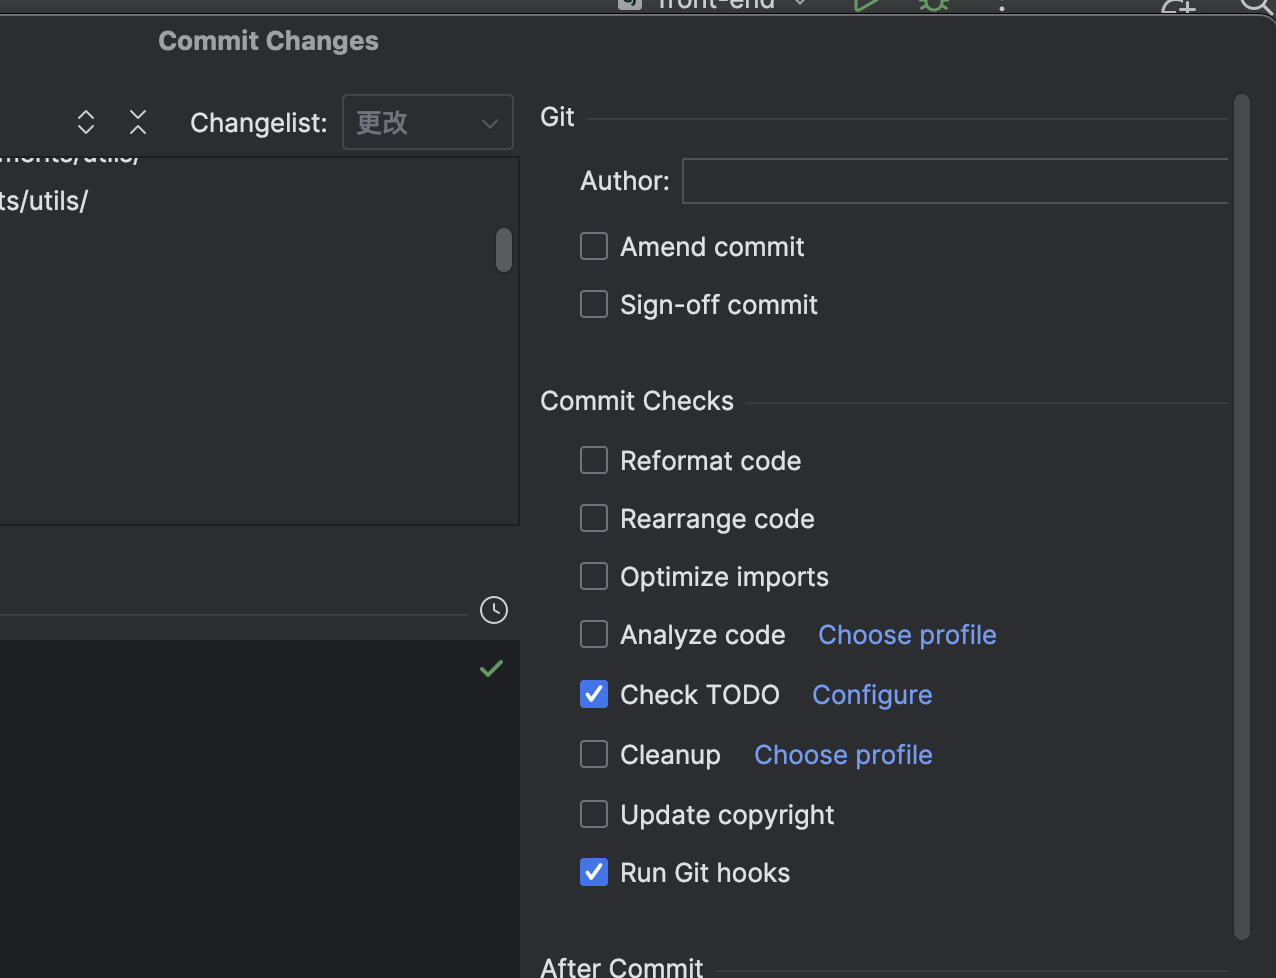 front-end
Commit Changes
Changelist: 更改
ts/utils/
Git
Author:
Amend commit
Sign-off commit
Commit Checks
Reformat code
Rearrange code
Optimize imports
Analyze code Choose profile
Check TODO Configure
Cleanup Choose profile
Update copyright
Run Git hooks
After Commit